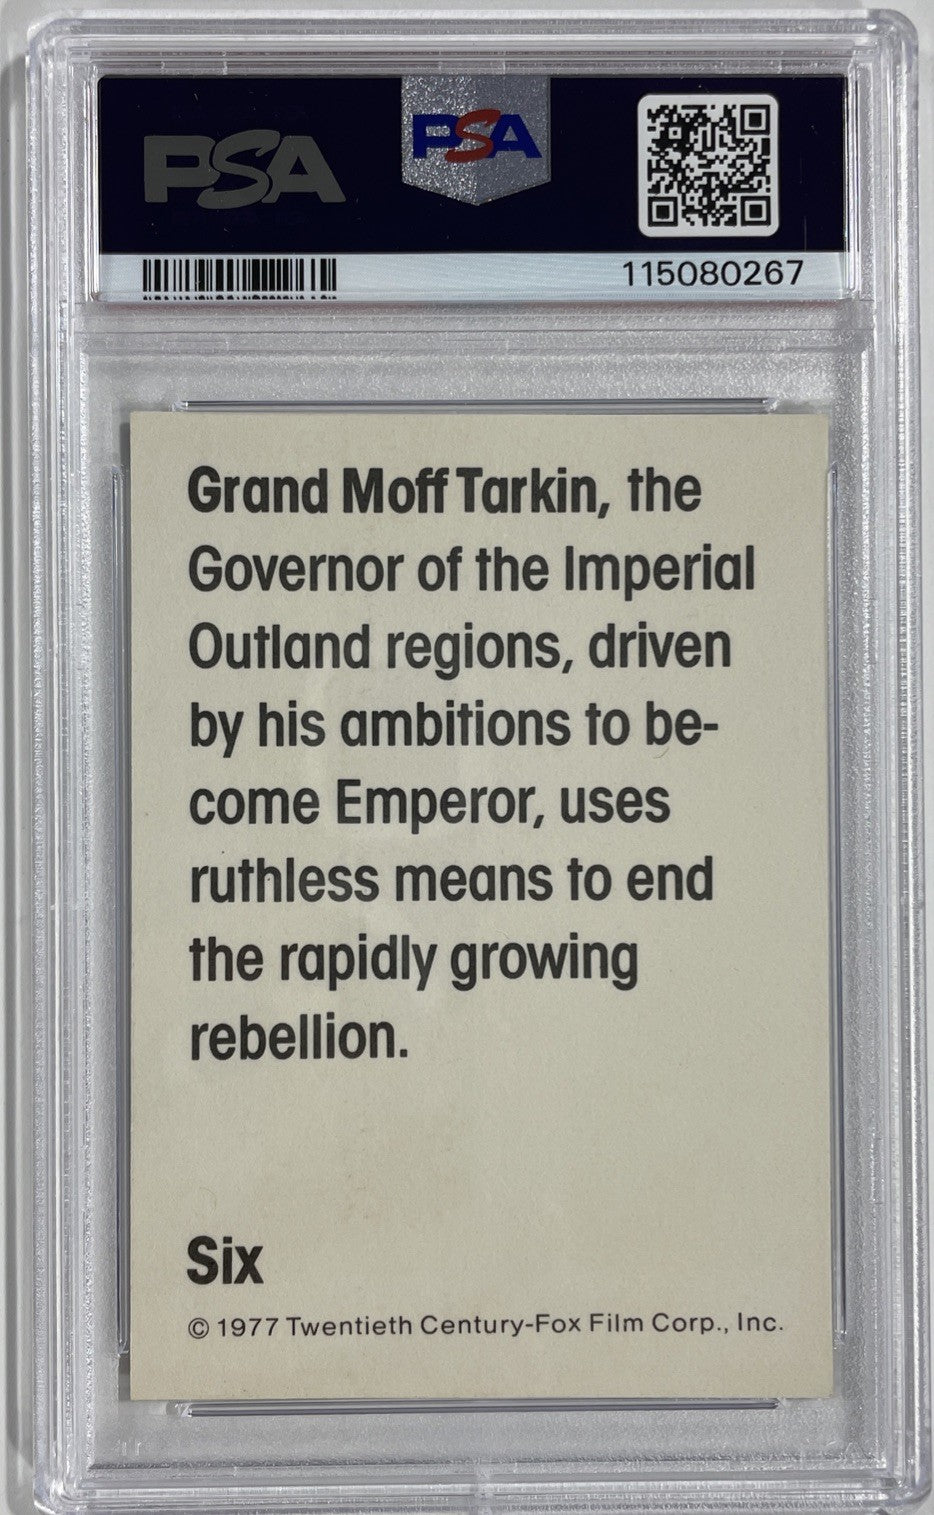 PSA
PSA
115080267
Grand Moff Tarkin, the
Governor of the Imperial
Outland regions, driven
by his ambitions to be-
come Emperor, uses
ruthless means to end
the rapidly growing
rebellion.
Six
© 1977 Twentieth Century-Fox Film Corp., Inc.